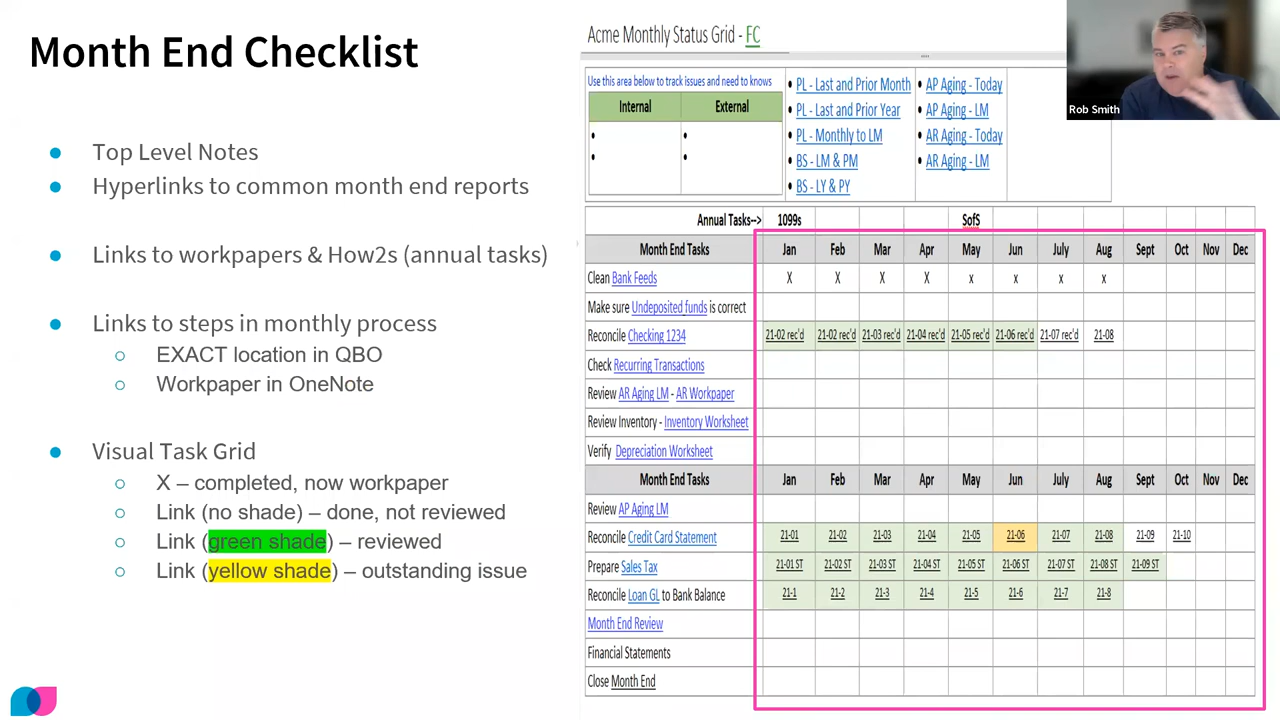 Month End Checklist
Top Level Notes
Hyperlinks to common month end reports
Links to workpapers & How2s (annual tasks)
Links to steps in monthly process
EXACT location in QBO
Workpaper in OneNote
Visual Task Grid
X – completed, now workpaper
Link (no shade) – done, not reviewed
Link (green shade) – reviewed
Link (yellow shade) – outstanding issue
Acme Monthly Status Grid - FC
Rob Smith
Use this area below to track issues and need to knows
Internal External
PL - Last and Prior Month
PL - Last and Prior Year
PL - Monthly to LM
BS - LM & PM
BS - LY & PY
AP Aging - Today
AP Aging - LM
AR Aging - Today
AR Aging - LM
Annual Tasks--> 1099s SofS
Month End Tasks Jan Feb Mar Apr May Jun July Aug Sept Oct Nov Dec
Clean Bank Feeds X X X X x x x x
Make sure Undeposited funds is correct
Reconcile Checking 1234 21-02 rec'd 21-02 rec'd 21-03 rec'd 21-04 rec'd 21-05 rec'd 21-06 rec'd 21-07 rec'd 21-08
Check Recurring Transactions
Review AR Aging LM - AR Workpaper
Review Inventory - Inventory Worksheet
Verify Depreciation Worksheet
Month End Tasks Jan Feb Mar Apr May Jun July Aug Sept Oct Nov Dec
Review AP Aging LM
Reconcile Credit Card Statement 21-01 21-02 21-03 21-04 21-05 21-06 21-07 21-08 21-09 21-10
Prepare Sales Tax 21-01 ST 21-02 ST 21-03 ST 21-04 ST 21-05 ST 21-06 ST 21-07 ST 21-08 ST 21-09 ST
Reconcile Loan GL to Bank Balance 21-1 21-2 21-3 21-4 21-5 21-6 21-7 21-8
Month End Review
Financial Statements
Close Month End